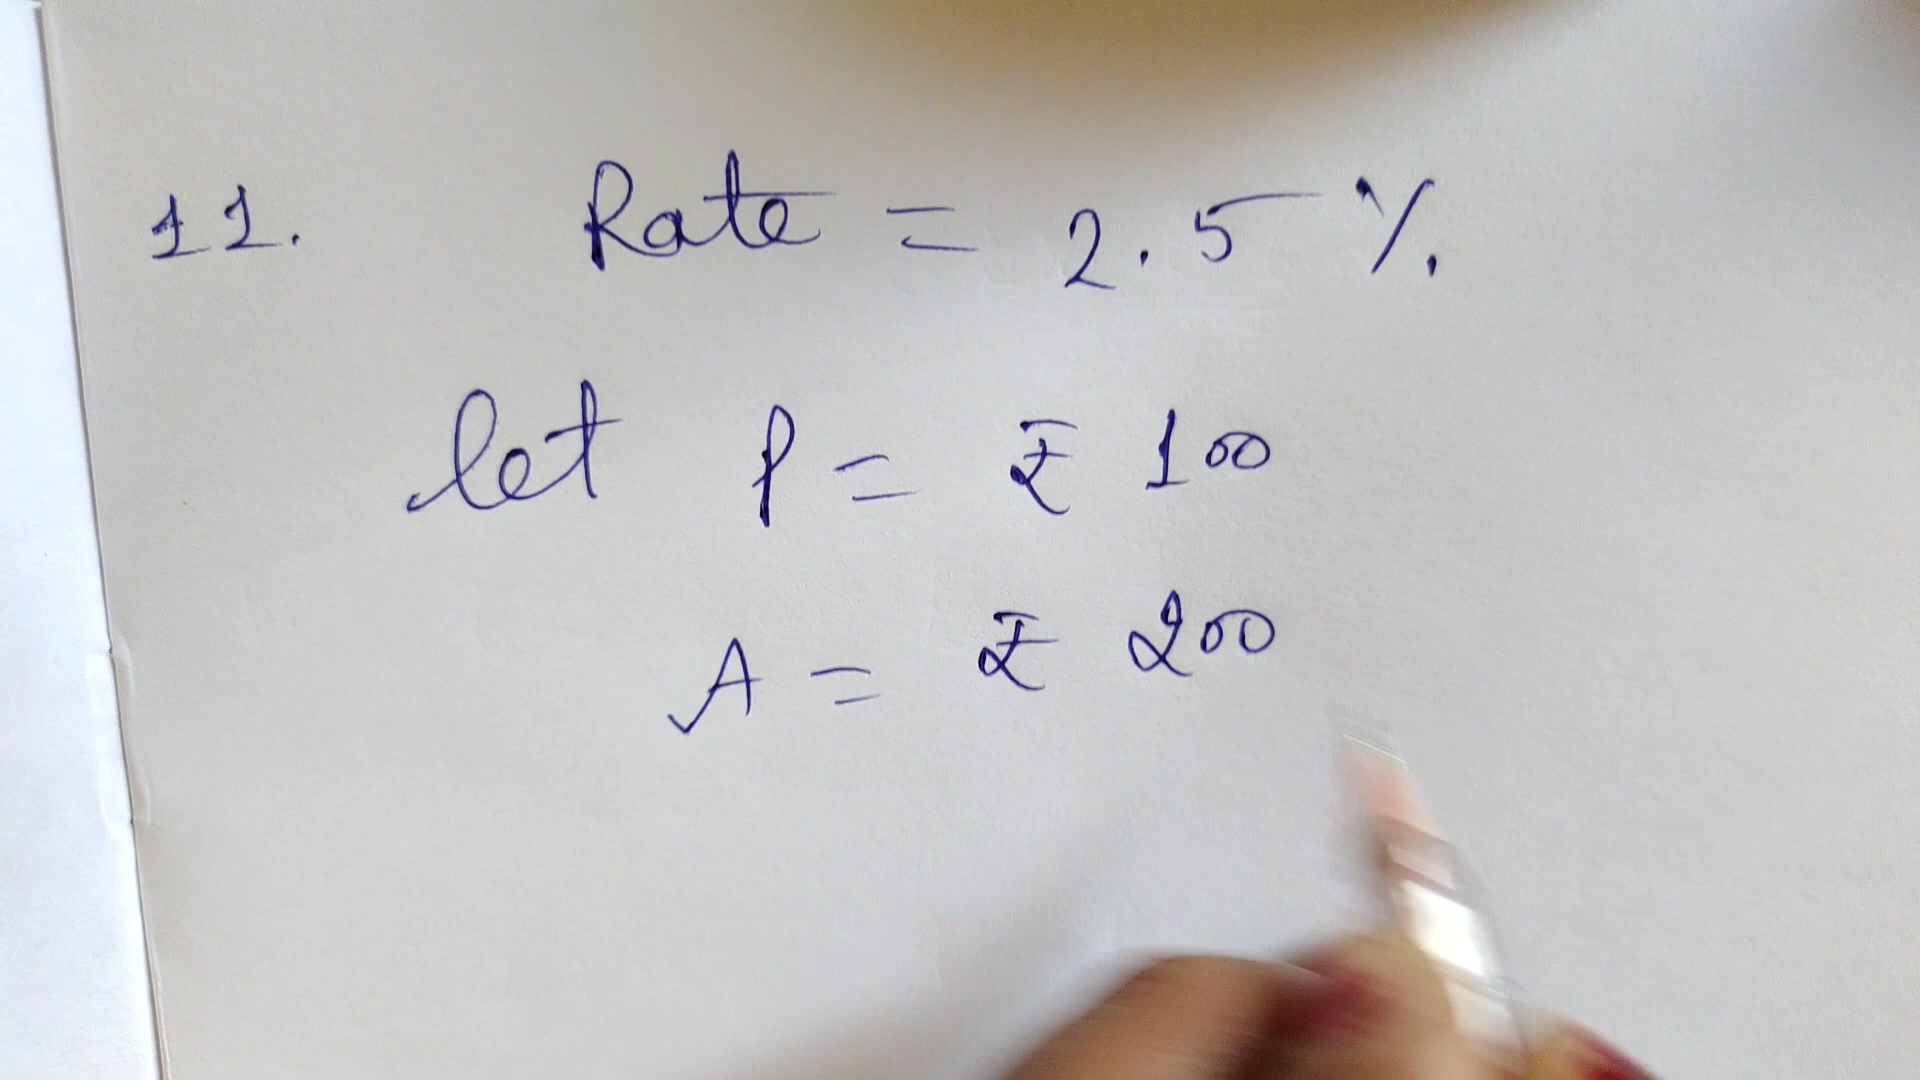 11. Rate = 2.5 %.
let P = ₹ 100
A = ₹ 200